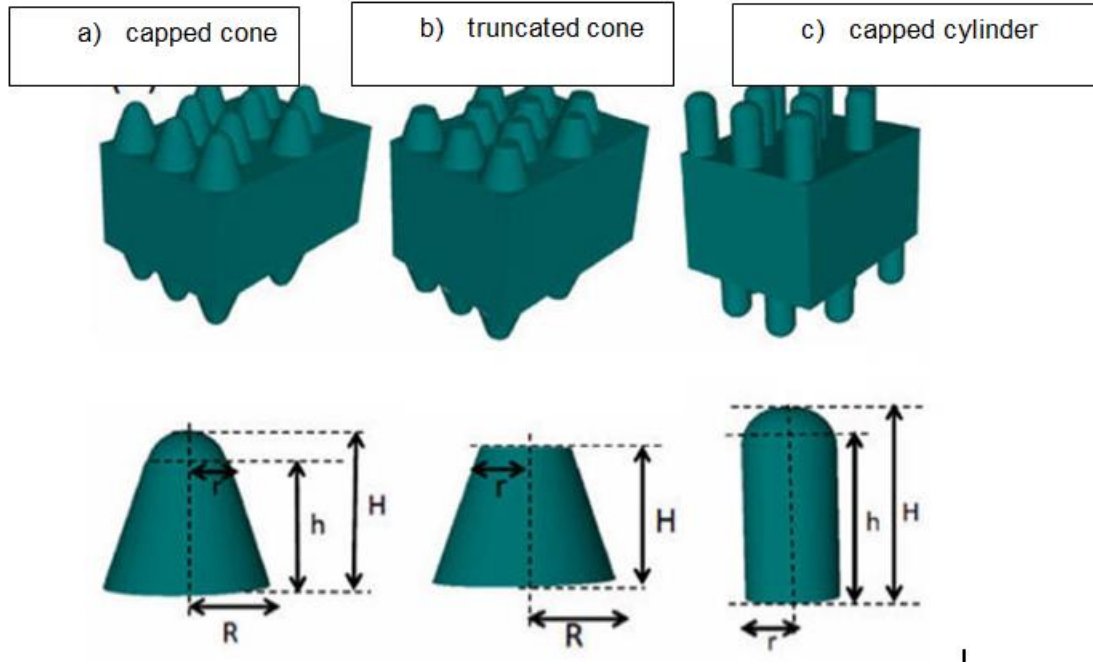 a) capped cone
b) truncated cone
c) capped cylinder
r
h
H
R
r
H
R
h
H
r